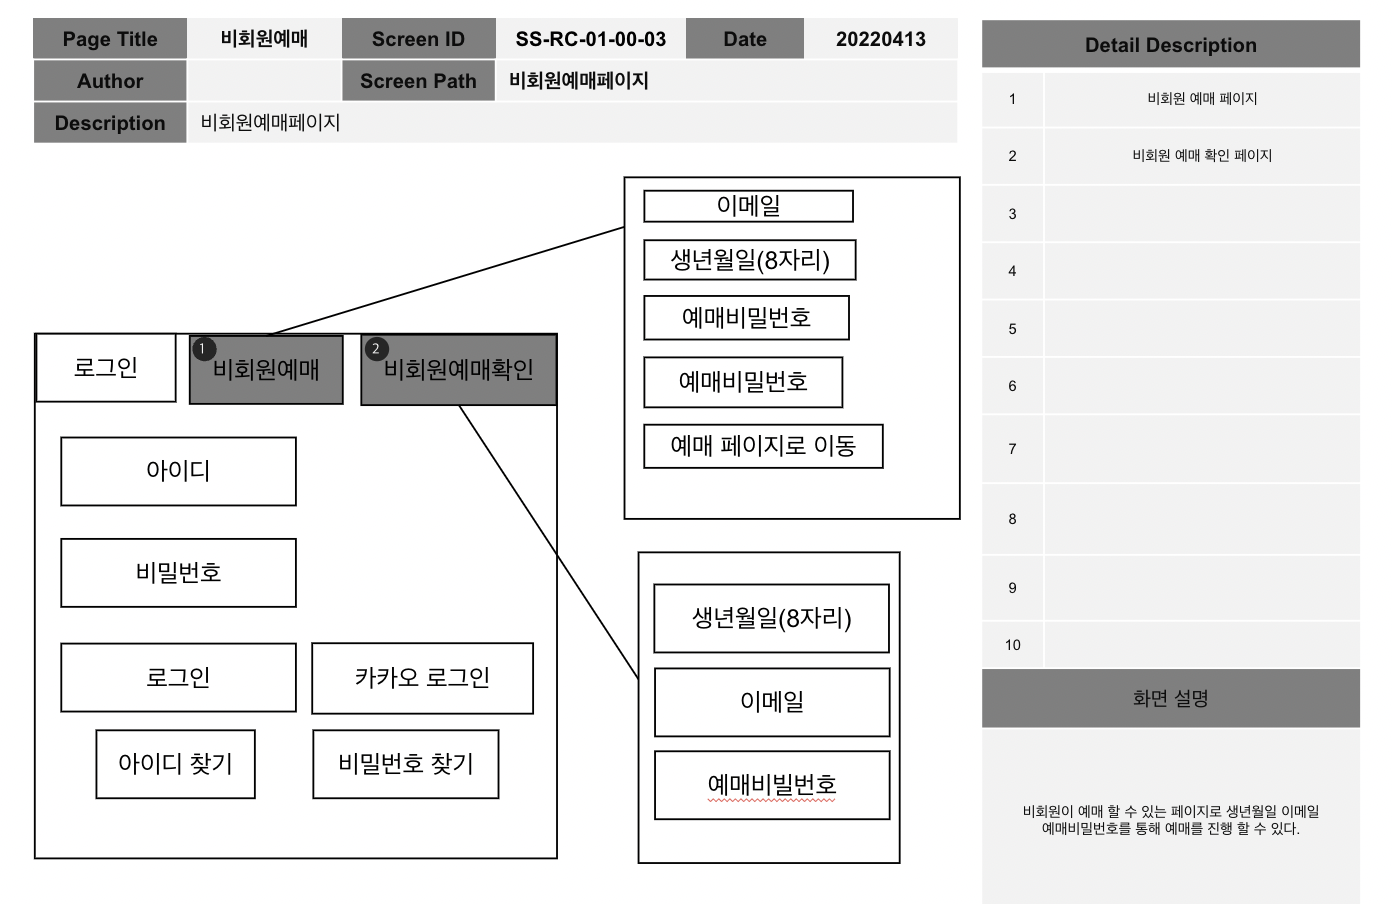 Page Title 비회원예매 Screen ID SS-RC-01-00-03 Date 20220413
Author Screen Path 비회원예매페이지
Description 비회원예매페이지
이메일
생년월일(8자리)
예매비밀번호
예매비밀번호
예매 페이지로 이동
로그인 1 비회원예매 2 비회원예매확인
아이디
비밀번호
로그인 카카오 로그인
아이디 찾기 비밀번호 찾기
생년월일(8자리)
이메일
예매비빌번호
Detail Description
1 비회원 예매 페이지
2 비회원 예매 확인 페이지
3
4
5
6
7
8
9
10
화면 설명
비회원이 예매 할 수 있는 페이지로 생년월일 이메일
예매비밀번호를 통해 예매를 진행 할 수 있다.